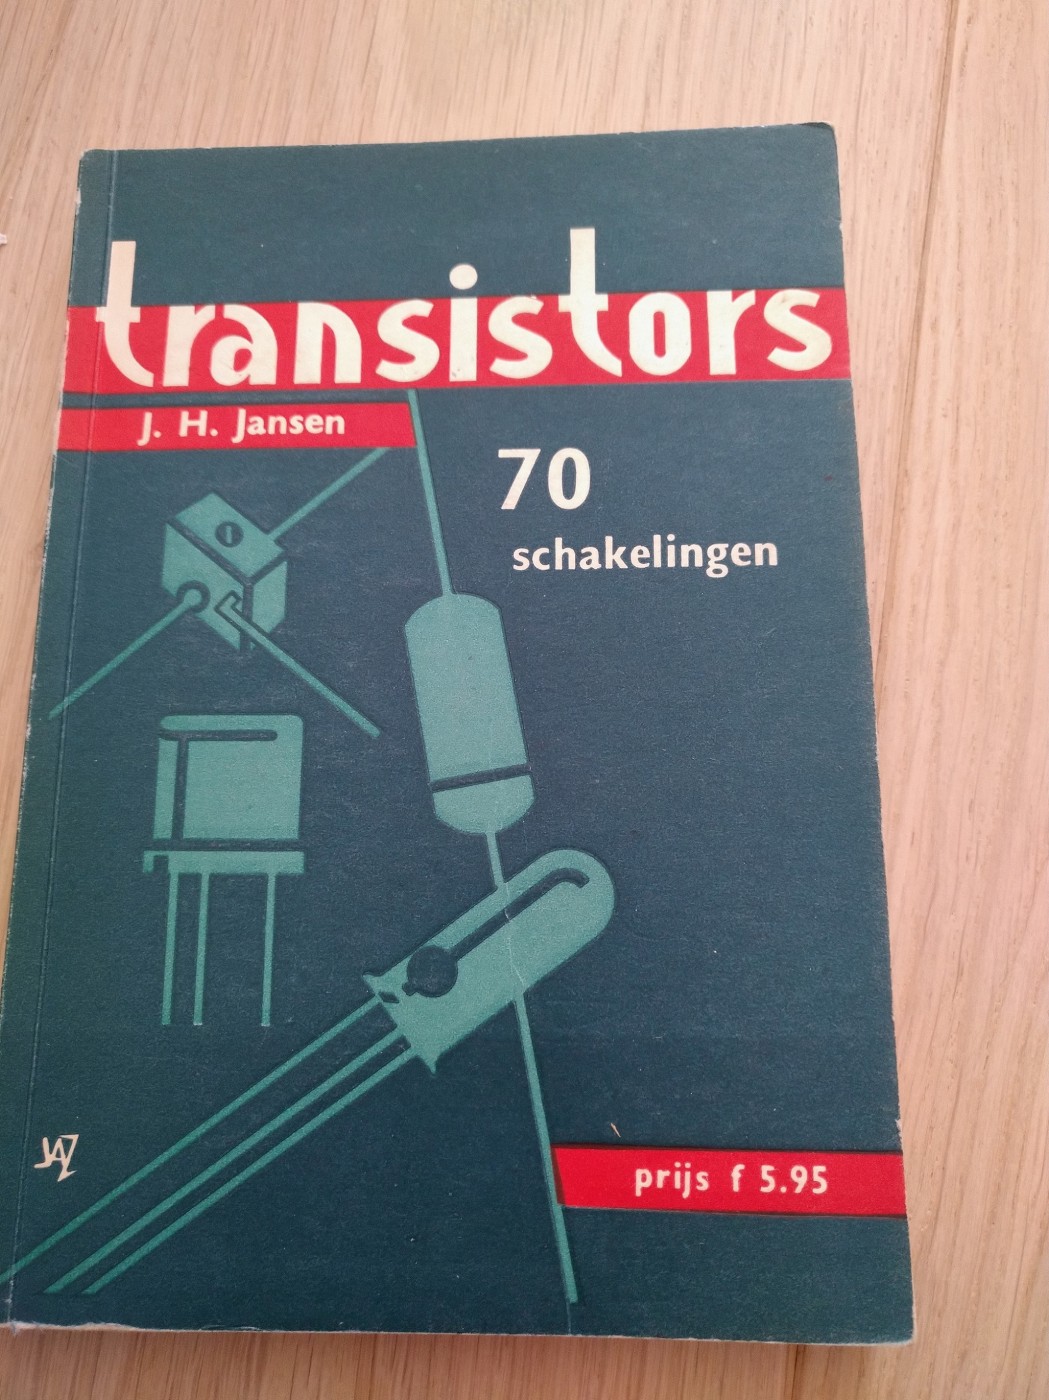 transistors
J. H. Jansen
70
schakelingen
prijs f 5.95